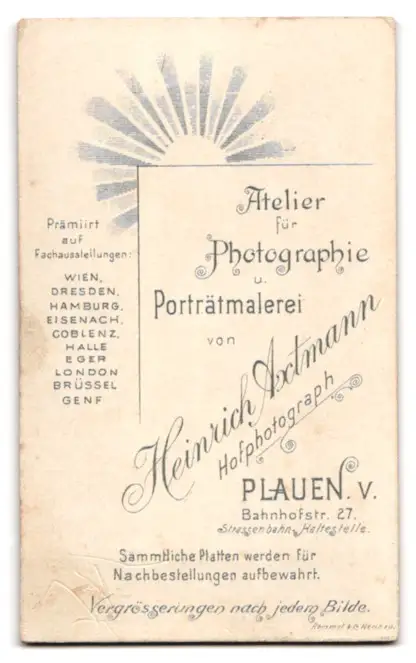 Prämiirt
auf
Fachausstellungen:
WIEN,
DRESDEN,
HAMBURG,
EISENACH,
COBLENZ,
HALLE
EGER
LONDON
BRÜSSEL
GENF
Atelier
für
Photographie
u.
Porträtmalerei
von
Heinrich Axtmann
Hofphotograph
PLAUEN. V.
Bahnhofstr. 27.
Strassenbahn-Haltestelle.
Sammtliche Platten werden für
Nachbestellungen aufbewahrt.
Vergrösserungen nach jedem Bilde.